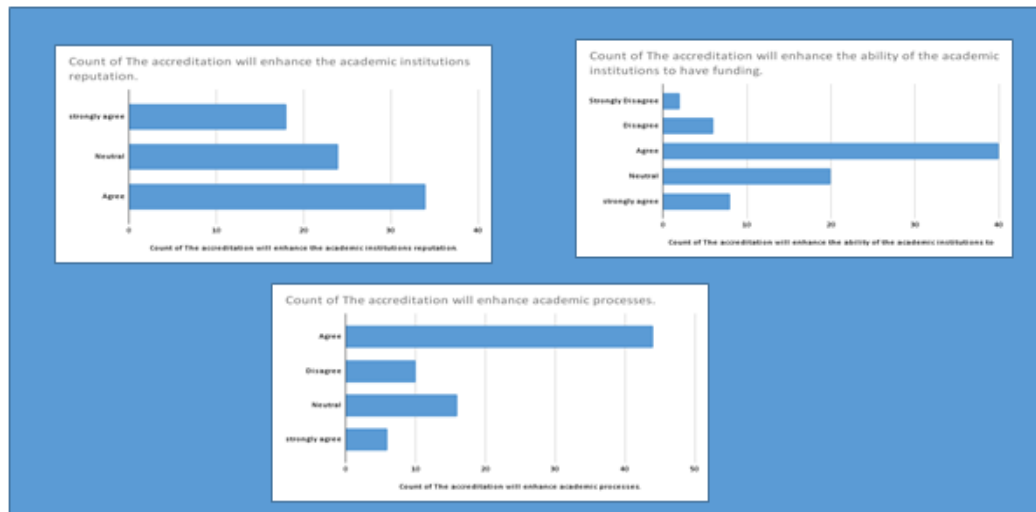 Count of The accreditation will enhance the academic institutions
reputation.
strongly agree
Neutral
Agree
0 10 20 30 40
Count of The accreditation will enhance the academic institutions reputation.
Count of The accreditation will enhance the ability of the academic
institutions to have funding.
Strongly Disagree
Disagree
Agree
Neutral
strongly agree
0 10 20 30 40
Count of The accreditation will enhance the ability of the academic institutions to
Count of The accreditation will enhance academic processes.
Agree
Disagree
Neutral
strongly agree
0 10 20 30 40 50
Count of The accreditation will enhance academic processes.